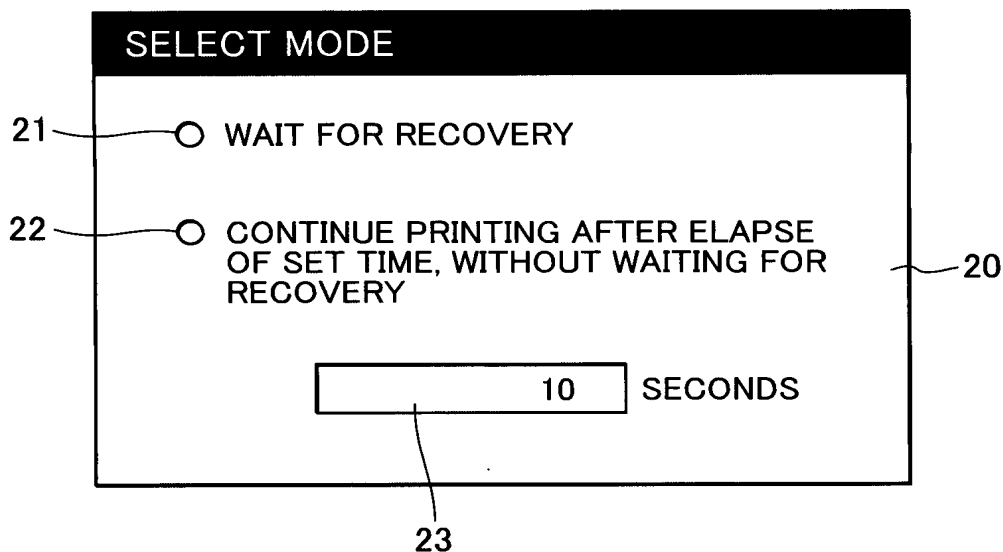 SELECT MODE
21
WAIT FOR RECOVERY
22
CONTINUE PRINTING AFTER ELAPSE
OF SET TIME, WITHOUT WAITING FOR
RECOVERY
20
10 SECONDS
23